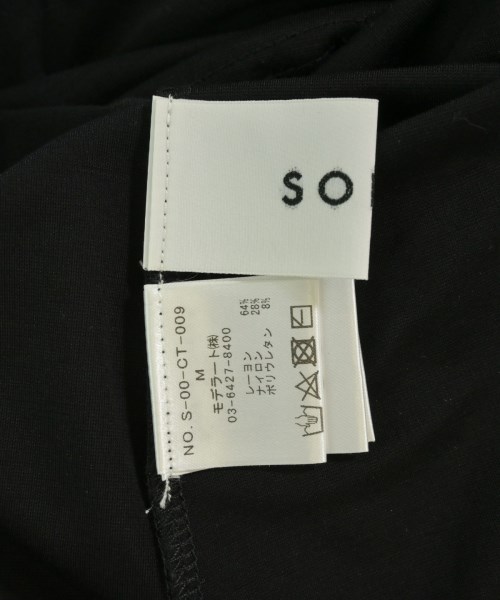 SO
NO. S-00-CT-009
M
モデラート(株)
03-6427-8400
レーヨン 64%
ナイロン 28%
ポリウレタン 8%